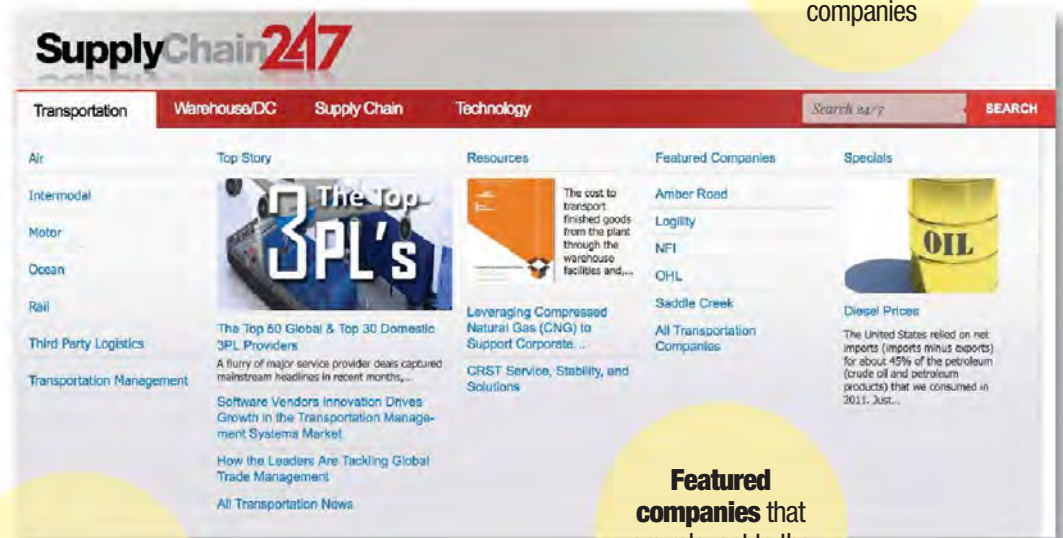 companies
SupplyChain247
Transportation
Warehouse/DC
Supply Chain
Technology
Search 24/7
SEARCH
Air
Intermodal
Motor
Ocean
Rail
Third Party Logistics
Transportation Management
Top Story
The Top
3PL's
The Top 50 Global & Top 30 Domestic
3PL Providers
A flurry of major service provider deals captured
mainstream headlines in recent months,...
Software Vendors Innovation Drives
Growth in the Transportation Manage-
ment Systems Market
How the Leaders Are Tackling Global
Trade Management
All Transportation News
Resources
The cost to
transport
finished goods
from the plant
through the
warehouse
facilities and,...
Leveraging Compressed
Natural Gas (CNG) to
Support Corporate...
CRST Service, Stability, and
Solutions
Featured Companies
Amber Road
Logility
NFI
OHL
Saddle Creek
All Transportation
Companies
Specials
OIL
Diesel Prices
The United States relied on net
imports (imports minus exports)
for about 45% of the petroleum
(crude oil and petroleum
products) that we consumed in
2011. Just...
Featured
companies that